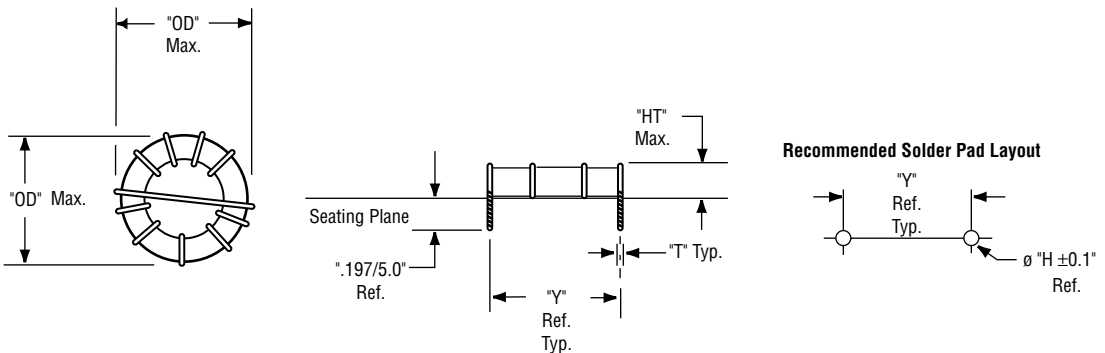 "OD"
Max.
"OD" Max.
"HT"
Max.
Seating Plane
".197/5.0"
Ref.
"T" Typ.
"Y"
Ref.
Typ.
Recommended Solder Pad Layout
"Y"
Ref.
Typ.
ø "H ±0.1"
Ref.